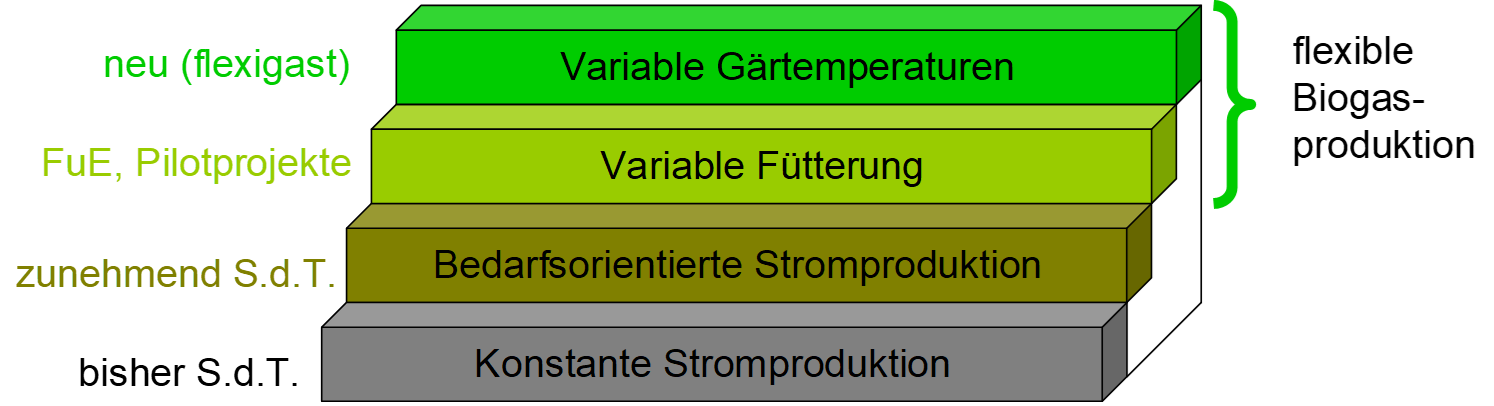 neu (flexigast)
Variable Gärtemperaturen
FuE, Pilotprojekte
Variable Fütterung
zunehmend S.d.T.
Bedarfsorientierte Stromproduktion
bisher S.d.T.
Konstante Stromproduktion
flexible
Biogas-
produktion